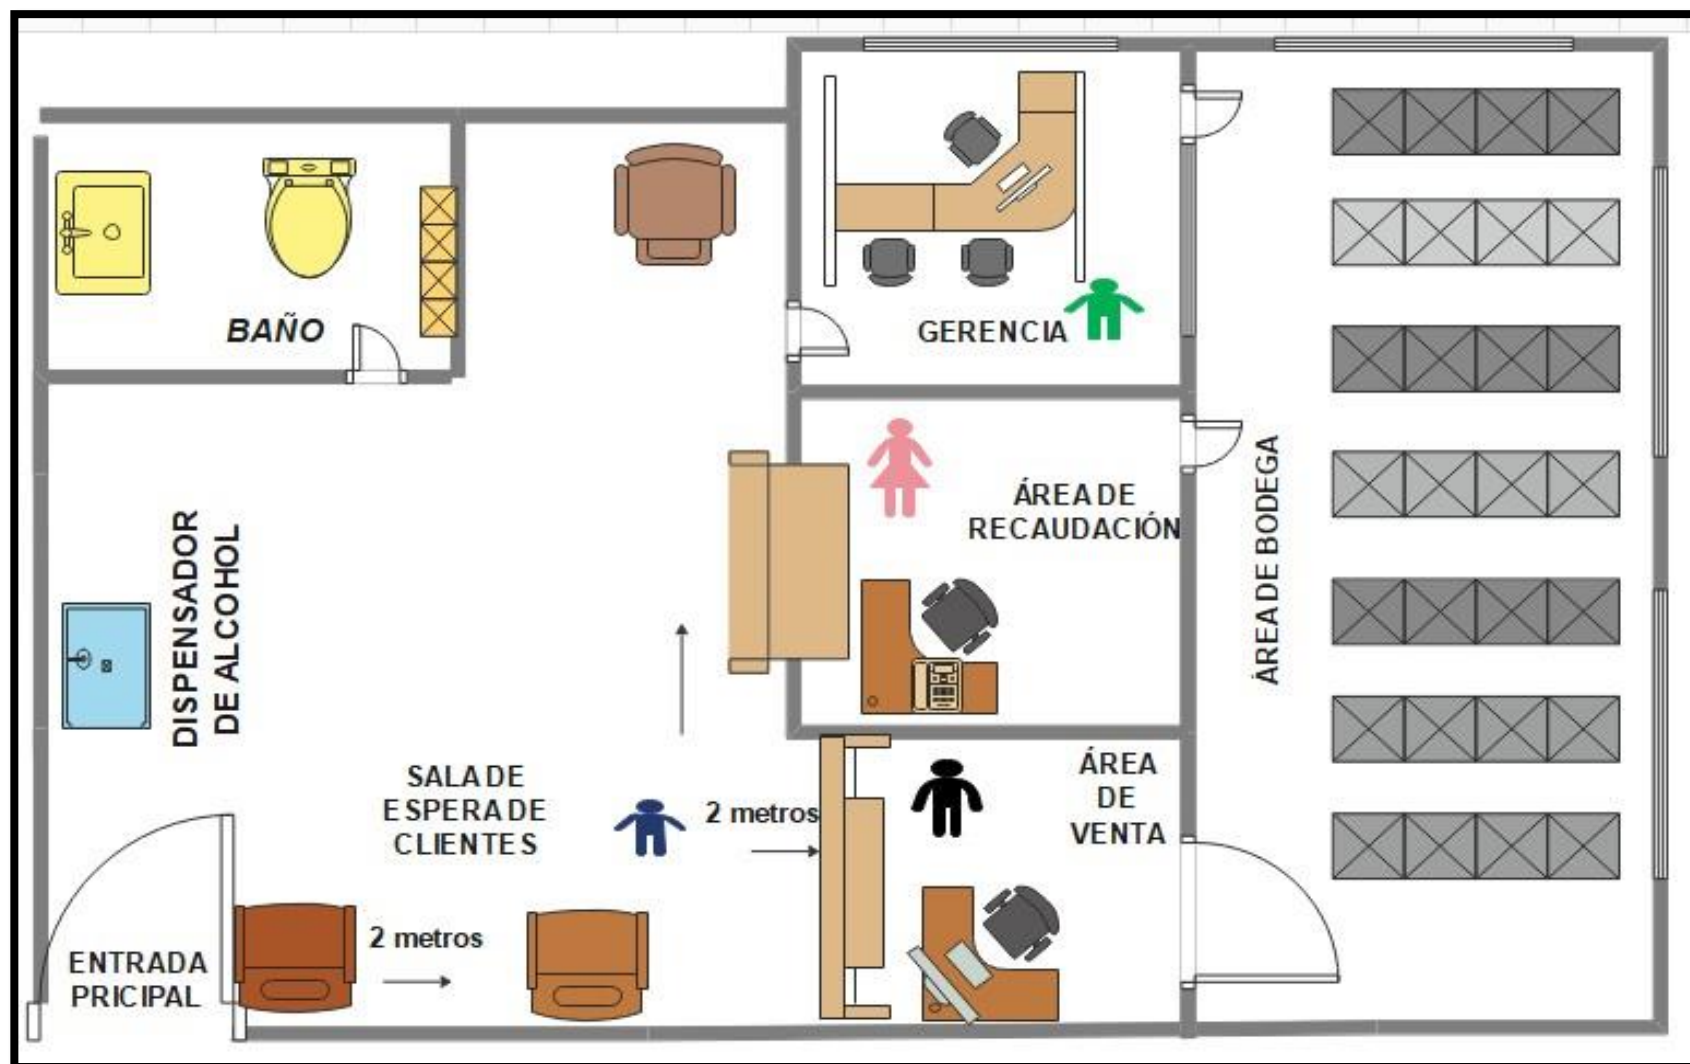 BAÑO
GERENCIA
ÁREA DE
RECAUDACIÓN
ÁREA DE BODEGA
DISPENSADOR
DE ALCOHOL
SALA DE
ESPERA DE
CLIENTES
2 metros
ÁREA
DE
VENTA
2 metros
ENTRADA
PRICIPAL